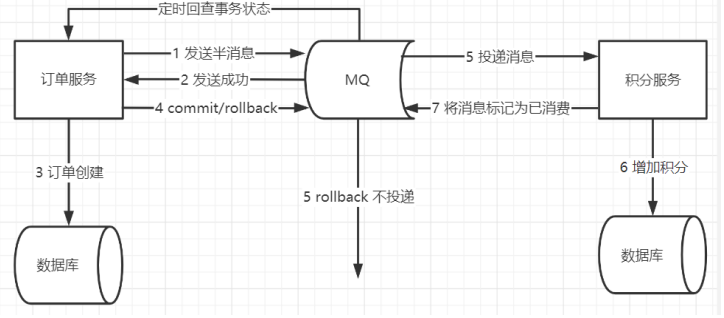 定时回查事务状态
1 发送半消息
5 投递消息
订单服务
2 发送成功
MQ
积分服务
4 commit/rollback
7 将消息标记为已消费
3 订单创建
6 增加积分
5 rollback 不投递
数据库
数据库